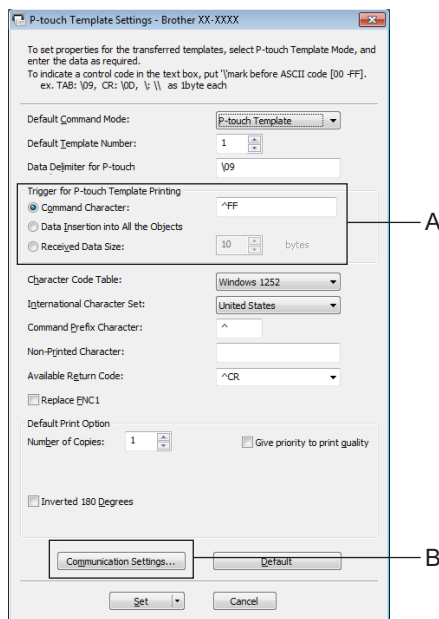 P-touch Template Settings - Brother XX-XXXX
To set properties for the transferred templates, select P-touch Template Mode, and
enter the data as required.
To indicate a control code in the text box, put '\'mark before ASCII code [00 -FF].
ex. TAB: \09, CR: \0D, \: \\ as 1byte each
Default Command Mode: P-touch Template
Default Template Number: 1
Data Delimiter for P-touch \09
Trigger for P-touch Template Printing
Command Character: ^FF
A
Data Insertion into All the Objects
Received Data Size: 10 bytes
Character Code Table: Windows 1252
International Character Set: United States
Command Prefix Character: ^
Non-Printed Character:
Available Return Code: ^CR
Replace FNC1
Default Print Option
Number of Copies: 1 Give priority to print quality
Inverted 180 Degrees
Communication Settings... Default
B
Set Cancel